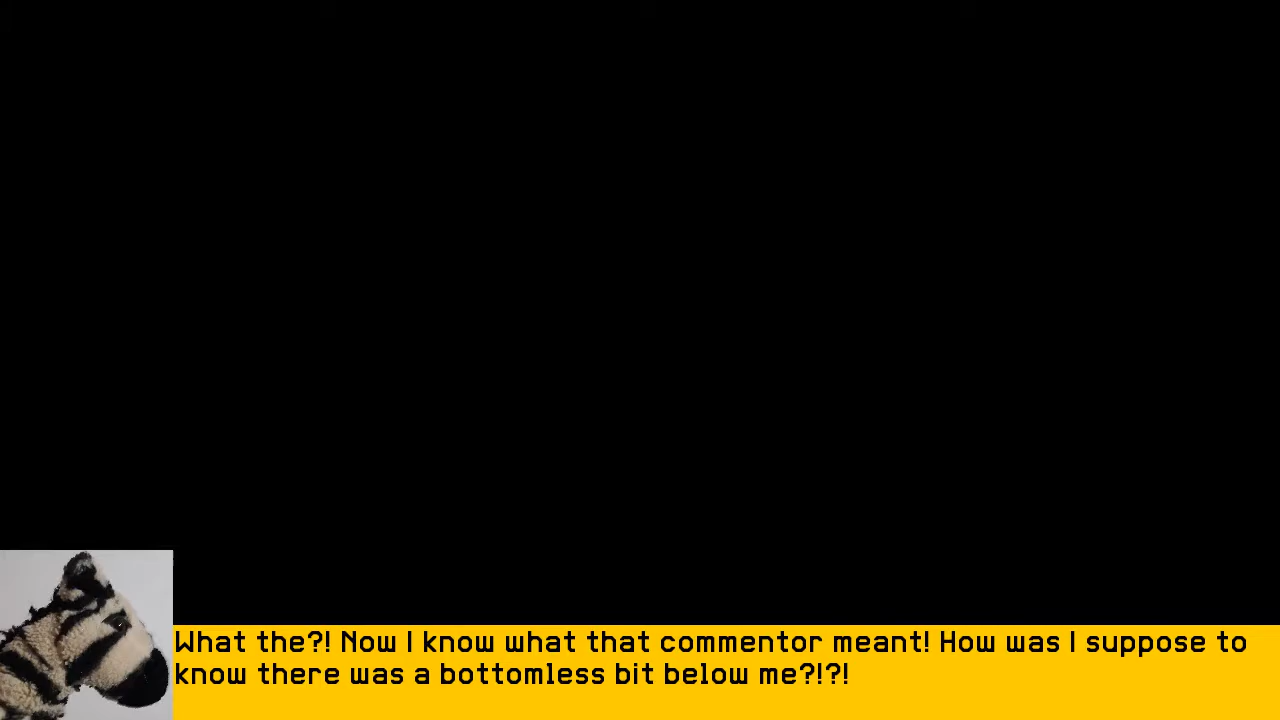 What the?! Now I know what that commentor meant! How was I suppose to
know there was a bottomless bit below me?!?!